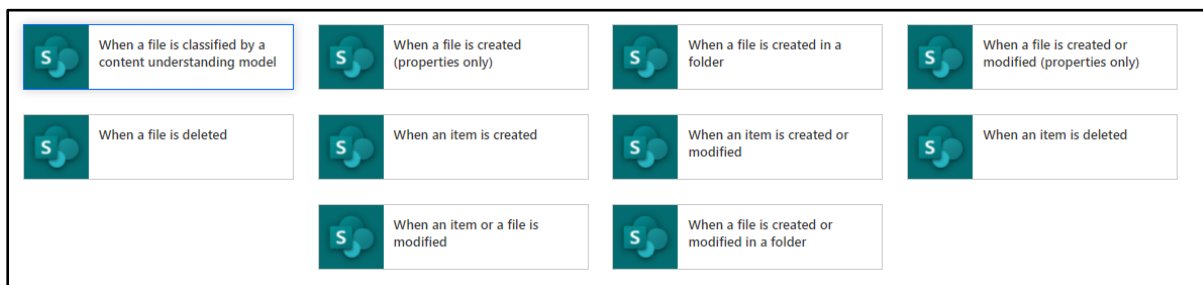 S
When a file is classified by a
content understanding model
S
When a file is created
(properties only)
S
When a file is created in a
folder
S
When a file is created or
modified (properties only)
S
When a file is deleted
S
When an item is created
S
When an item is created or
modified
S
When an item is deleted
S
When an item or a file is
modified
S
When a file is created or
modified in a folder